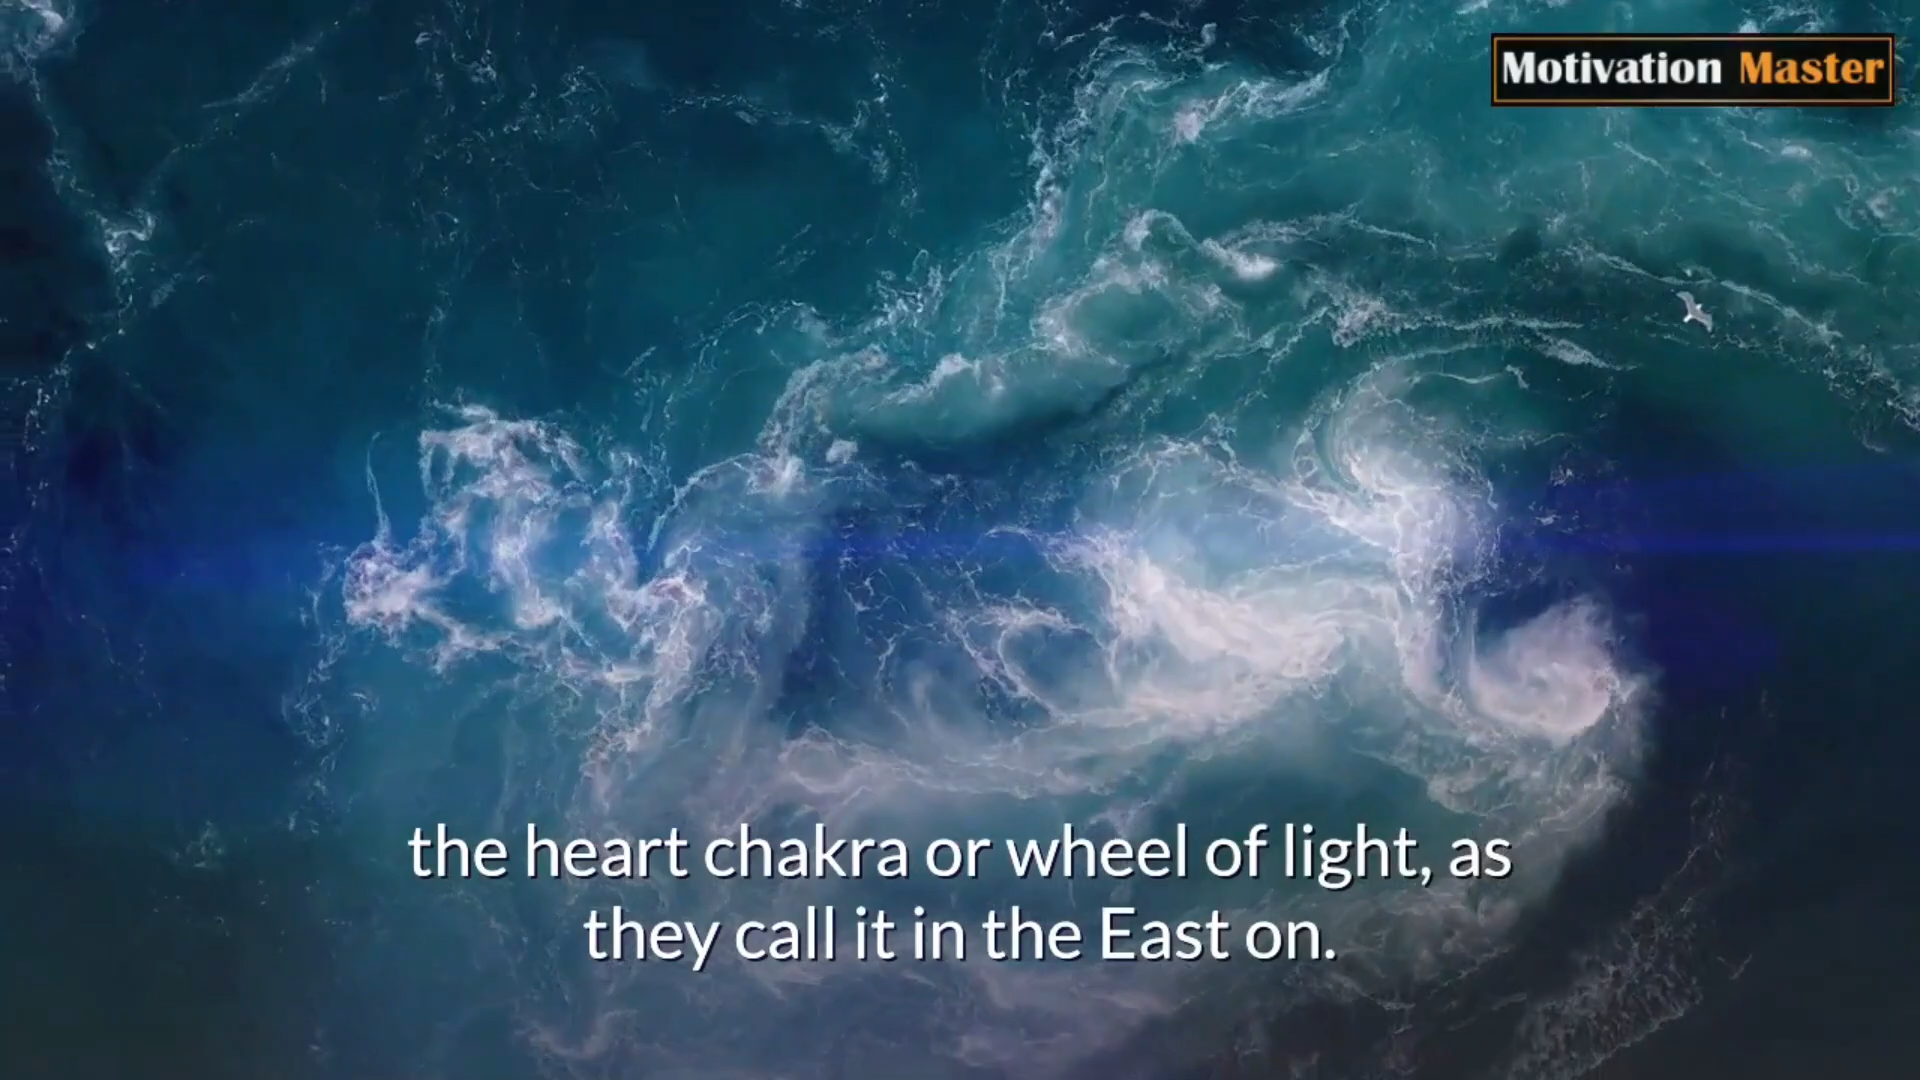 Motivation Master
the heart chakra or wheel of light, as
they call it in the East on.